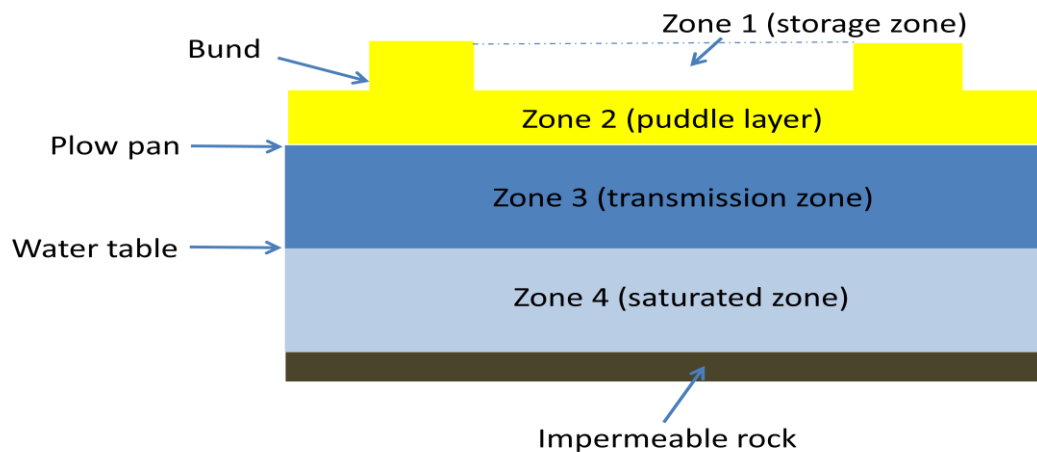 Zone 1 (storage zone)
Bund
Zone 2 (puddle layer)
Plow pan
Zone 3 (transmission zone)
Water table
Zone 4 (saturated zone)
Impermeable rock